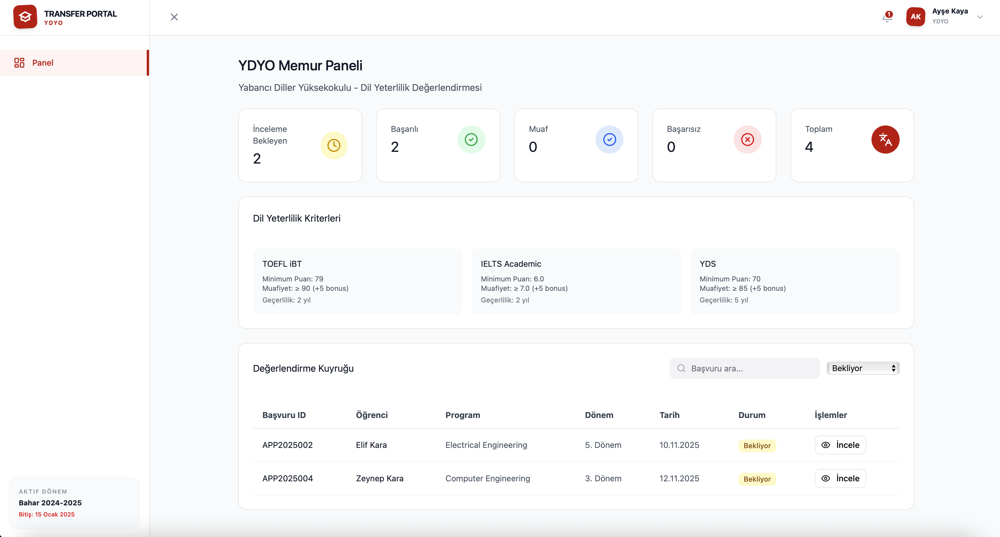 TRANSFER PORTAL
YDYO
1
AK
Ayşe Kaya
YDYO
Panel
YDYO Memur Paneli
Yabancı Diller Yüksekokulu - Dil Yeterlilik Değerlendirmesi
İnceleme
Bekleyen
2
Başarılı
2
Muaf
0
Başarısız
0
Toplam
4
Dil Yeterlilik Kriterleri
TOEFL iBT
Minimum Puan: 79
Muafiyet: ≥ 90 (+5 bonus)
Geçerlilik: 2 yıl
IELTS Academic
Minimum Puan: 6.0
Muafiyet: ≥ 7.0 (+5 bonus)
Geçerlilik: 2 yıl
YDS
Minimum Puan: 70
Muafiyet: ≥ 85 (+5 bonus)
Geçerlilik: 5 yıl
Değerlendirme Kuyruğu
Başvuru ara...
Bekliyor
Başvuru ID Öğrenci Program Dönem Tarih Durum İşlemler
APP2025002 Elif Kara Electrical Engineering 5. Dönem 10.11.2025 Bekliyor İncele
APP2025004 Zeynep Kara Computer Engineering 3. Dönem 12.11.2025 Bekliyor İncele
AKTIF DÖNEM
Bahar 2024-2025
Bitiş: 15 Ocak 2025